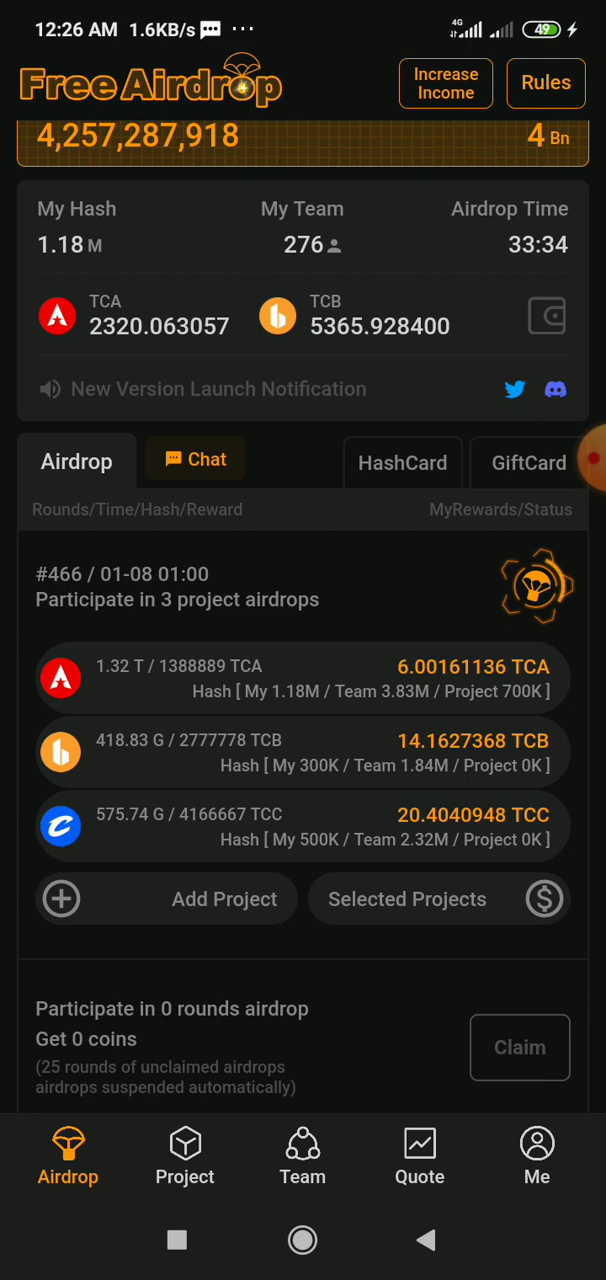 12:26 AM 1.6KB/s ...
4G 49
Free Airdrop
Increase Income
Rules
4,257,287,918 4 Bn
My Hash My Team Airdrop Time
1.18 M 276 33:34
TCA TCB
2320.063057 5365.928400
New Version Launch Notification
Airdrop Chat HashCard GiftCard
Rounds/Time/Hash/Reward MyRewards/Status
#466 / 01-08 01:00
Participate in 3 project airdrops
1.32 T / 1388889 TCA 6.00161136 TCA
Hash [ My 1.18M / Team 3.83M / Project 700K ]
418.83 G / 2777778 TCB 14.1627368 TCB
Hash [ My 300K / Team 1.84M / Project 0K ]
575.74 G / 4166667 TCC 20.4040948 TCC
Hash [ My 500K / Team 2.32M / Project 0K ]
Add Project Selected Projects
Participate in 0 rounds airdrop
Get 0 coins
(25 rounds of unclaimed airdrops
airdrops suspended automatically)
Claim
Airdrop Project Team Quote Me